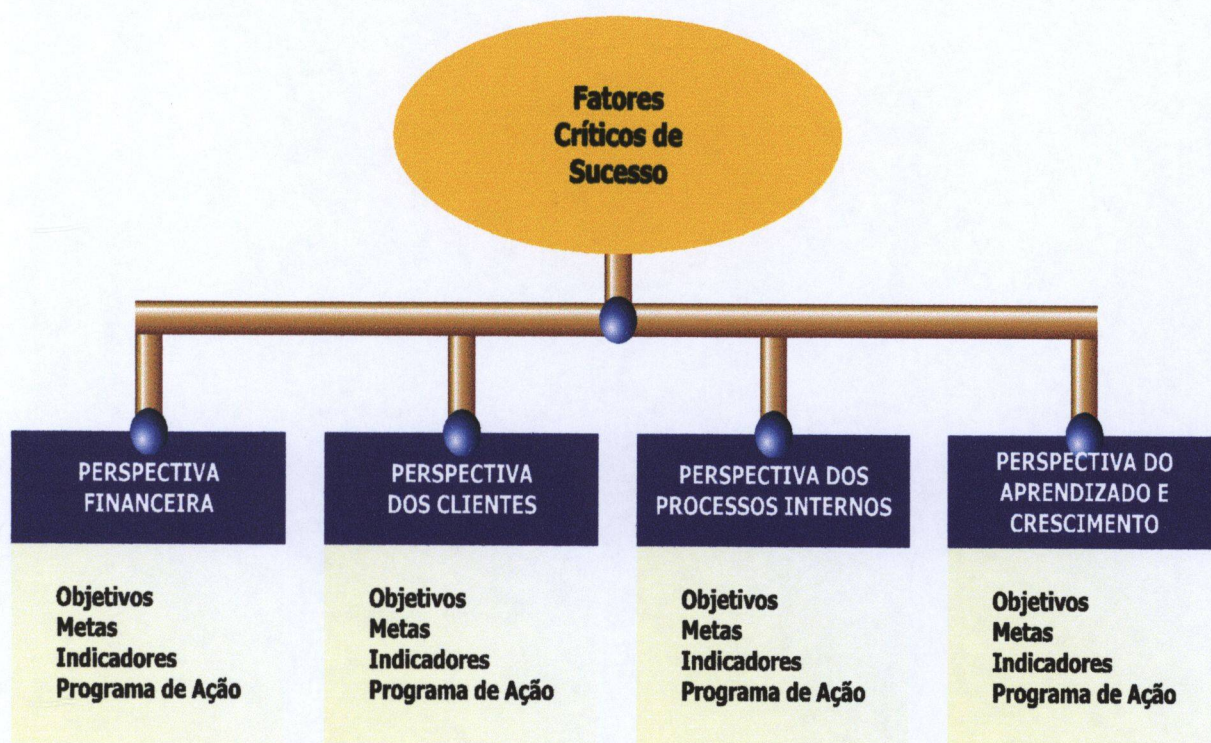 Fatores
Críticos de
Sucesso
PERSPECTIVA
FINANCEIRA
Objetivos
Metas
Indicadores
Programa de Ação
PERSPECTIVA
DOS CLIENTES
Objetivos
Metas
Indicadores
Programa de Ação
PERSPECTIVA DOS
PROCESSOS INTERNOS
Objetivos
Metas
Indicadores
Programa de Ação
PERSPECTIVA DO
APRENDIZADO E
CRESCIMENTO
Objetivos
Metas
Indicadores
Programa de Ação